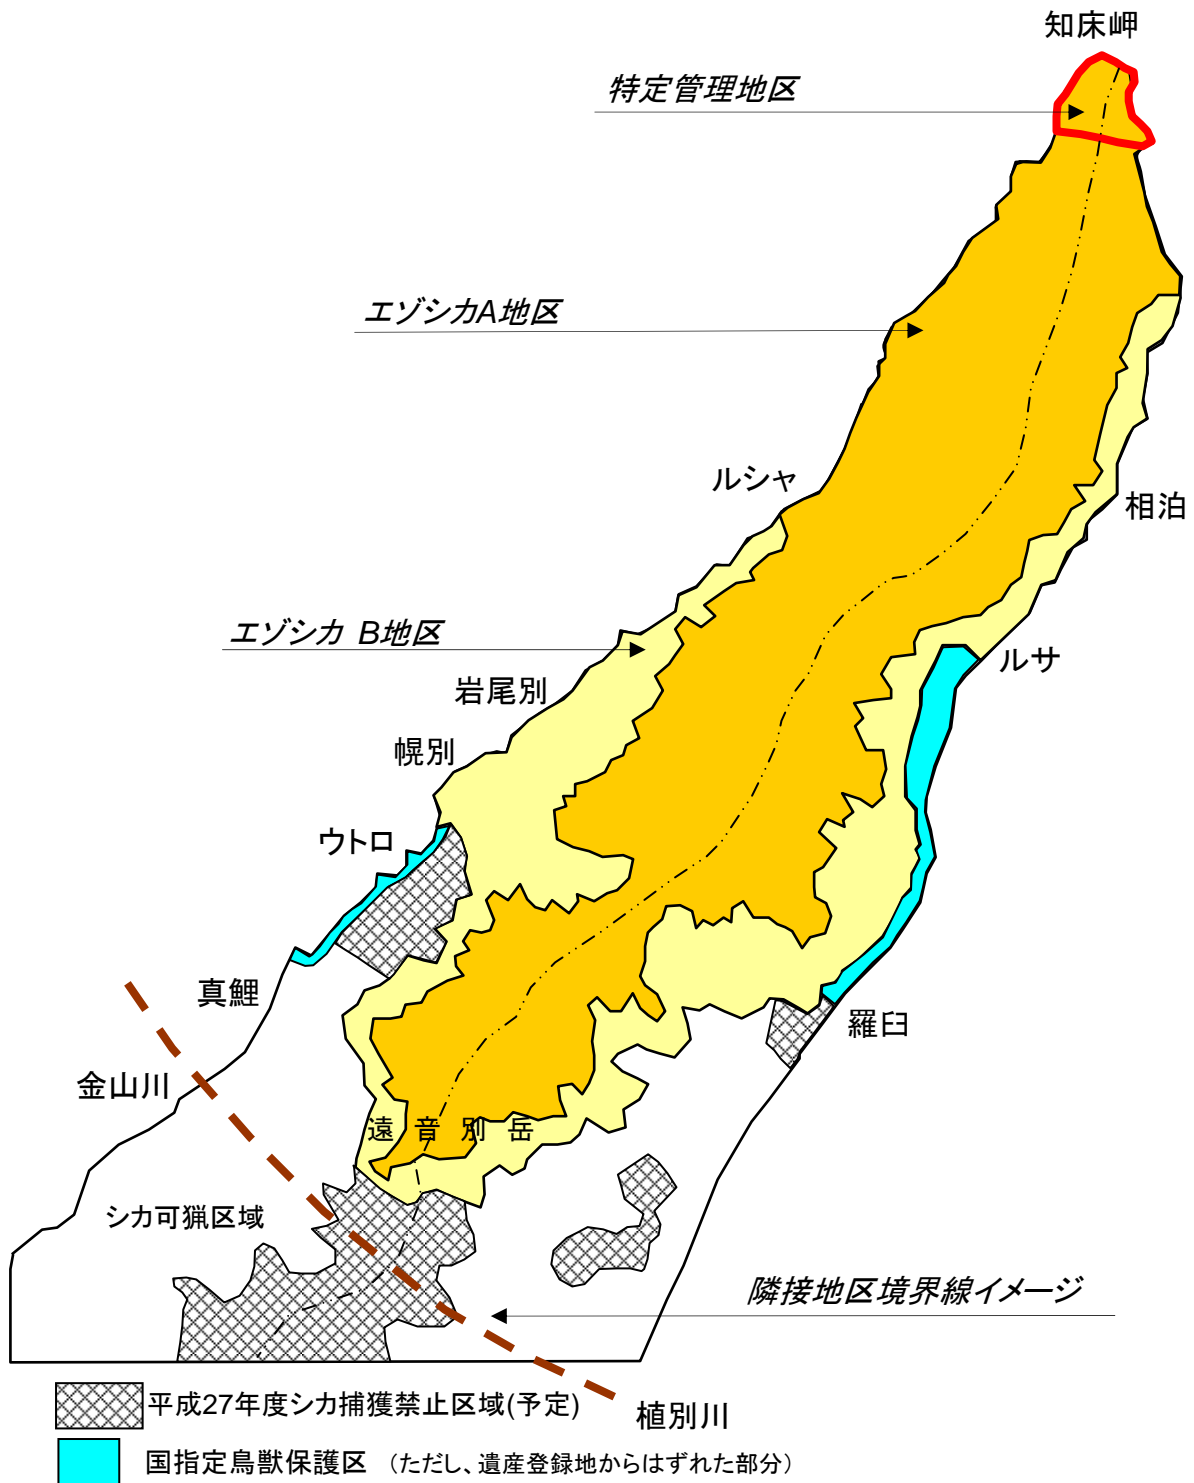 知床岬
特定管理地区
エゾシカA地区
ルシャ
相泊
エゾシカ B地区
ルサ
岩尾別
幌別
ウトロ
真鯉
羅臼
金山川
遠音別岳
シカ可猟区域
隣接地区境界線イメージ
平成27年度シカ捕獲禁止区域(予定)
植別川
国指定鳥獣保護区 （ただし、遺産登録地からはずれた部分）